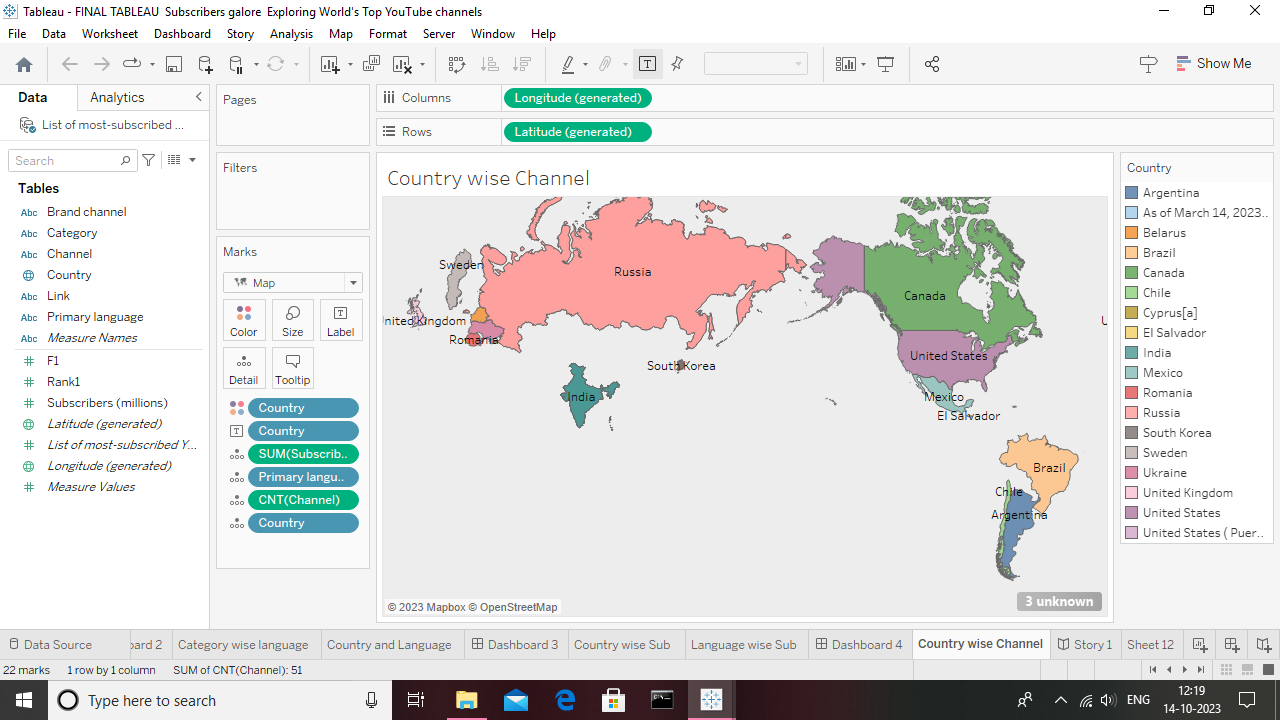 Tableau - FINAL TABLEAU Subscribers galore Exploring World's Top YouTube channels
File Data Worksheet Dashboard Story Analysis Map Format Server Window Help
Show Me
Data Analytics
List of most-subscribed ...
Search
Tables
Abc Brand channel
Abc Category
Abc Channel
Country
Abc Link
Abc Primary language
Abc Measure Names
F1
Rank1
Subscribers (millions)
Latitude (generated)
List of most-subscribed Y...
Longitude (generated)
Measure Values
Pages
Filters
Marks
Map
Color Size Label
Detail Tooltip
Country
Country
SUM(Subscrib..
Primary langu..
CNT(Channel)
Country
Columns Longitude (generated)
Rows Latitude (generated)
Country wise Channel
Sweden
Russia
Canada
nited Kingdom
Romania
United States
South Korea
India
Mexico
El Salvador
Brazil
Chile
Argentina
© 2023 Mapbox © OpenStreetMap
3 unknown
Country
Argentina
As of March 14, 2023..
Belarus
Brazil
Canada
Chile
Cyprus[a]
El Salvador
India
Mexico
Romania
Russia
South Korea
Sweden
Ukraine
United Kingdom
United States
United States ( Puer..
Data Source oard 2 Category wise language Country and Language Dashboard 3 Country wise Sub Language wise Sub Dashboard 4 Country wise Channel Story 1 Sheet 12
22 marks 1 row by 1 column SUM of CNT(Channel): 51
Type here to search
ENG
12:19
14-10-2023